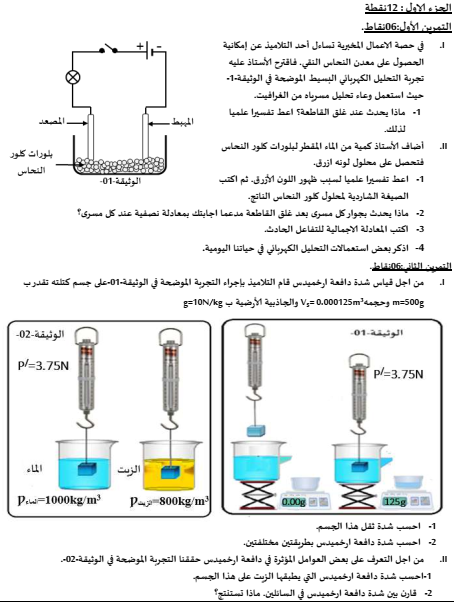 الجزء الاول : 12نقطة
التمرين الأول:06نقاط.
I. في حصة الاعمال المخبرية تساءل أحد التلاميذ عن إمكانية
الحصول على معدن النحاس النقي. فاقترح الأستاذ عليه
تجربة التحليل الكهربائي البسيط الموضحة في الوثيقة-1-
حيث استعمل وعاء تحليل مسرياه من الغرافيت.
1- ماذا يحدث عند غلق القاطعة؟ اعط تفسيرا علميا
لذلك.
II. أضاف الأستاذ كمية من الماء المقطر لبلورات كلور النحاس
فتحصل على محلول لونه ازرق.
1- اعط تفسيرا علميا لسبب ظهور اللون الأزرق. ثم اكتب
الصيغة الشاردية لمحلول كلور النحاس الناتج.
2- ماذا يحدث بجوار كل مسرى بعد غلق القاطعة مدعما اجابتك بمعادلة نصفية عند كل مسرى؟
3- اكتب المعادلة الاجمالية للتفاعل الحادث.
4- اذكر بعض استعمالات التحليل الكهربائي في حياتنا اليومية.
+ -
المصعد
المهبط
بلورات كلور
النحاس
الوثيقة-01-
التمرين الثاني:06نقاط.
I. من اجل قياس شدة دافعة ارخميدس قام التلاميذ بإجراء التجربة الموضحة في الوثيقة-01-على جسم كتلته تقدر ب
m=500g وحجمه Vs= 0.000125m³ والجاذبية الأرضية ب g=10N/kg
الوثيقة-01-
P/=3.75N
0.00g
125g
الوثيقة-02-
P/=3.75N
الماء
الزيت
ρالماء=1000kg/m³
ρالزيت=800kg/m³
1- احسب شدة ثقل هذا الجسم.
2- احسب شدة دافعة ارخميدس بطريقتين مختلفتين.
II. من اجل التعرف على بعض العوامل المؤثرة في دافعة ارخميدس حققنا التجربة الموضحة في الوثيقة-02-.
1-احسب شدة دافعة ارخميدس التي يطبقها الزيت على هذا الجسم.
2- قارن بين شدة دافعة ارخميدس في السائلين. ماذا تستنتج؟